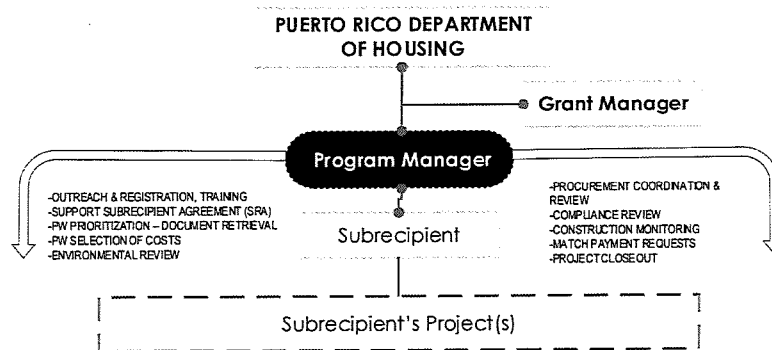 PUERTO RICO DEPARTMENT
OF HOUSING
Grant Manager
Program Manager
-OUTREACH & REGISTRATION, TRAINING
-SUPPORT SUBRECIPIENT AGREEMENT (SRA)
-PW PRIORITIZATION – DOCUMENT RETRIEVAL
-PW SELECTION OF COSTS
-ENVIRONMENTAL REVIEW
-PROCUREMENT COORDINATION &
REVIEW
-COMPLIANCE REVIEW
-CONSTRUCTION MONITORING
-MATCH PAYMENT REQUESTS
-PROJECT CLOSEOUT
Subrecipient
Subrecipient's Project(s)